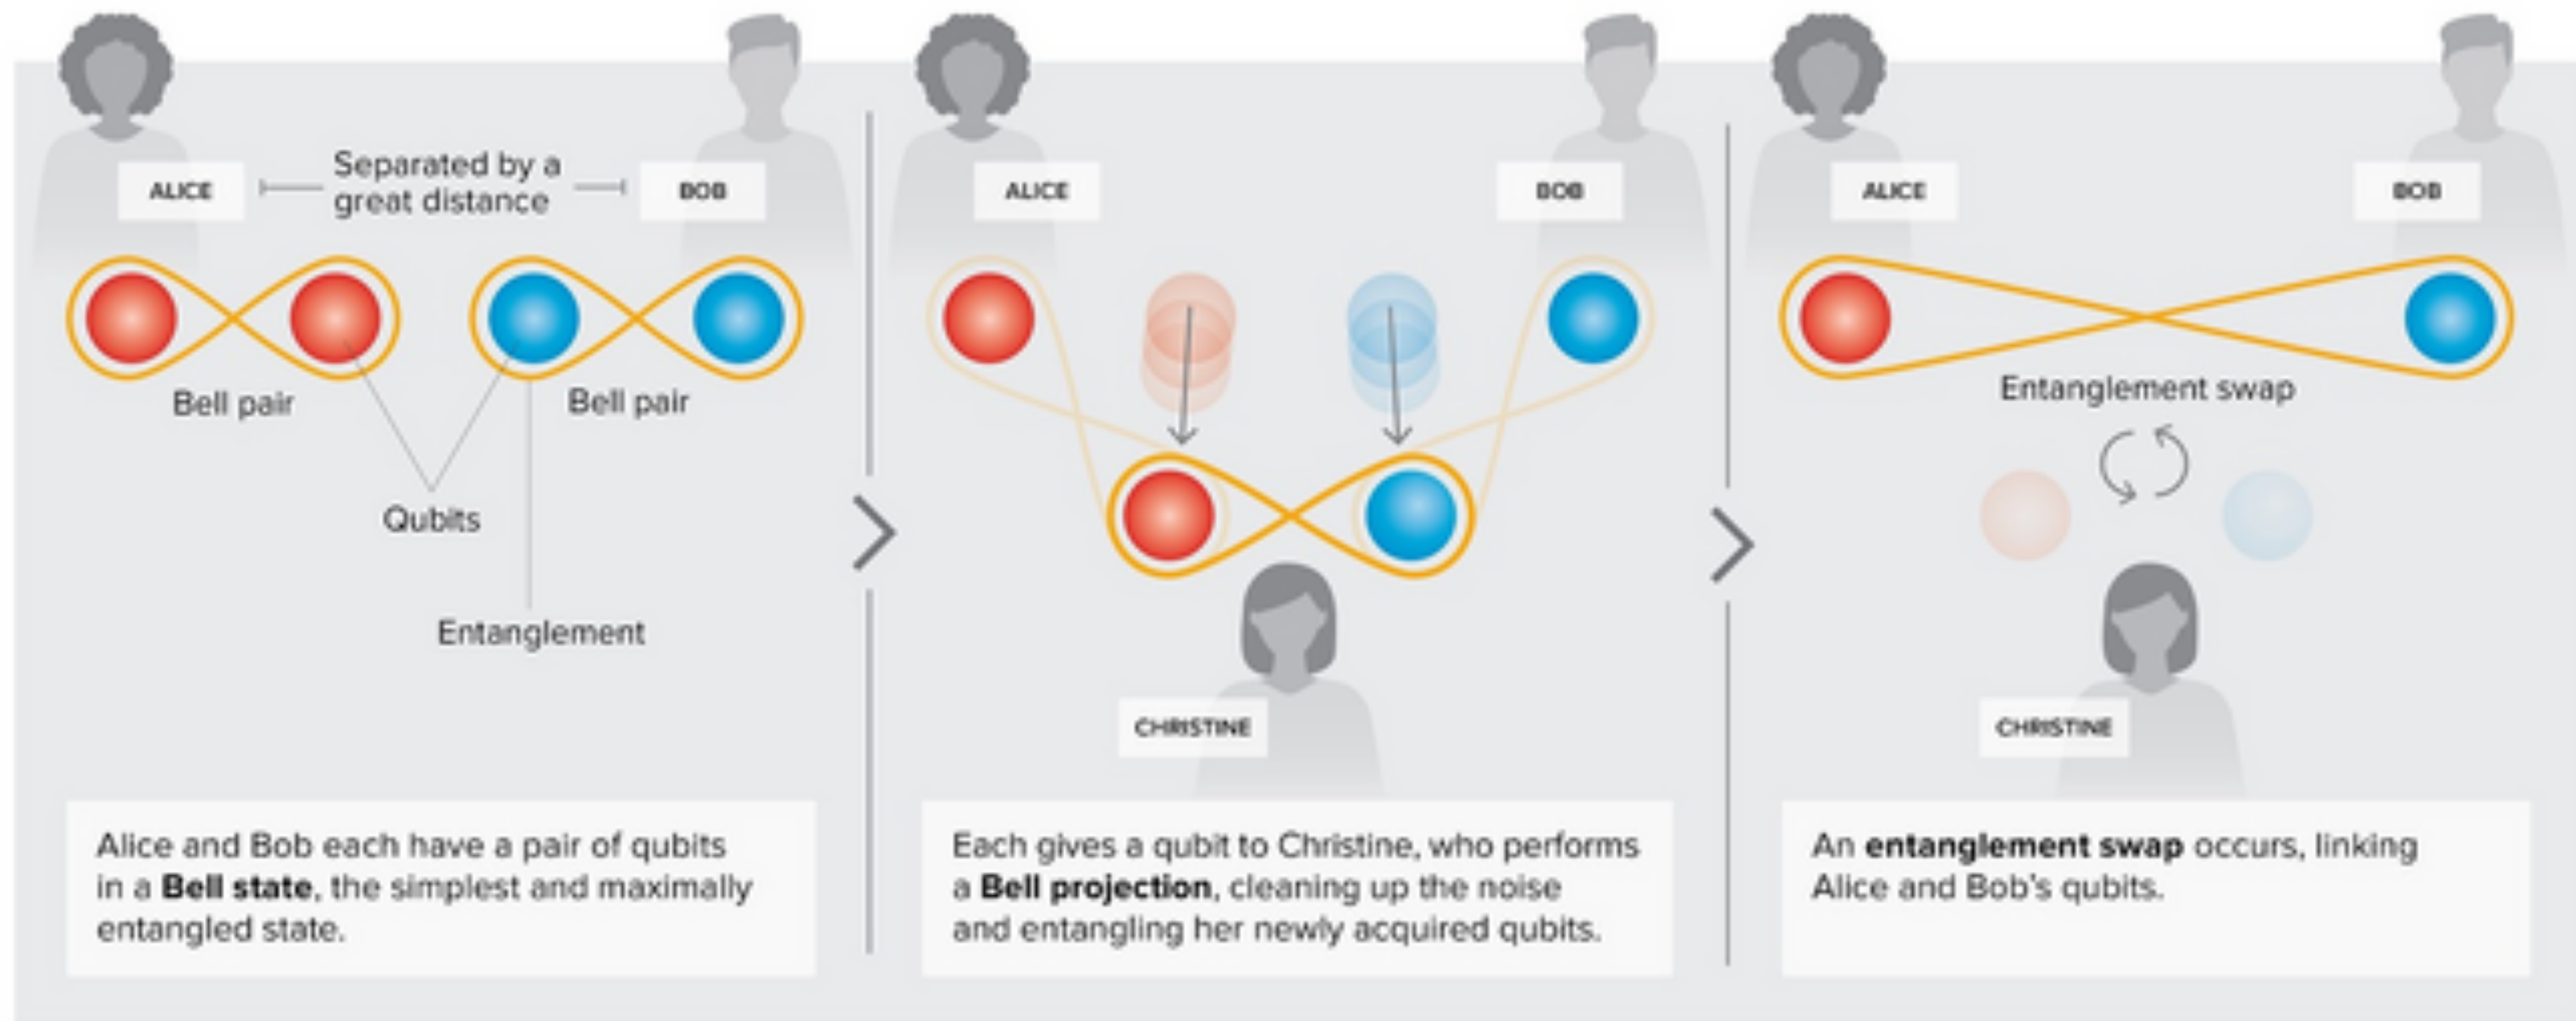 ALICE
Separated by a
great distance
BOB
Bell pair
Bell pair
Qubits
Entanglement
Alice and Bob each have a pair of qubits
in a Bell state, the simplest and maximally
entangled state.
ALICE
BOB
CHRISTINE
Each gives a qubit to Christine, who performs
a Bell projection, cleaning up the noise
and entangling her newly acquired qubits.
ALICE
BOB
Entanglement swap
CHRISTINE
An entanglement swap occurs, linking
Alice and Bob's qubits.